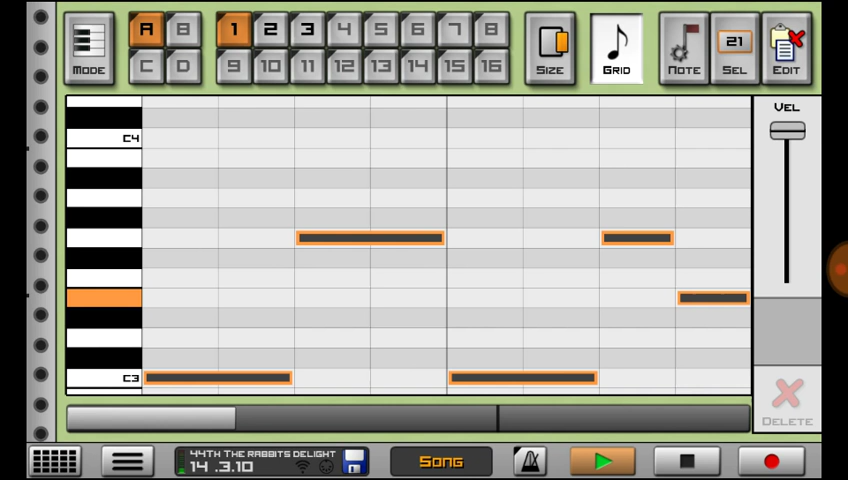 A B 1 2 3 4 5 6 7 8
21
MODE C D 9 10 11 12 13 14 15 16 SIZE GRID NOTE SEL EDIT
VEL
C4
C3
DELETE
44TH THE RABBITS DELIGHT
14 .3.10
SONG